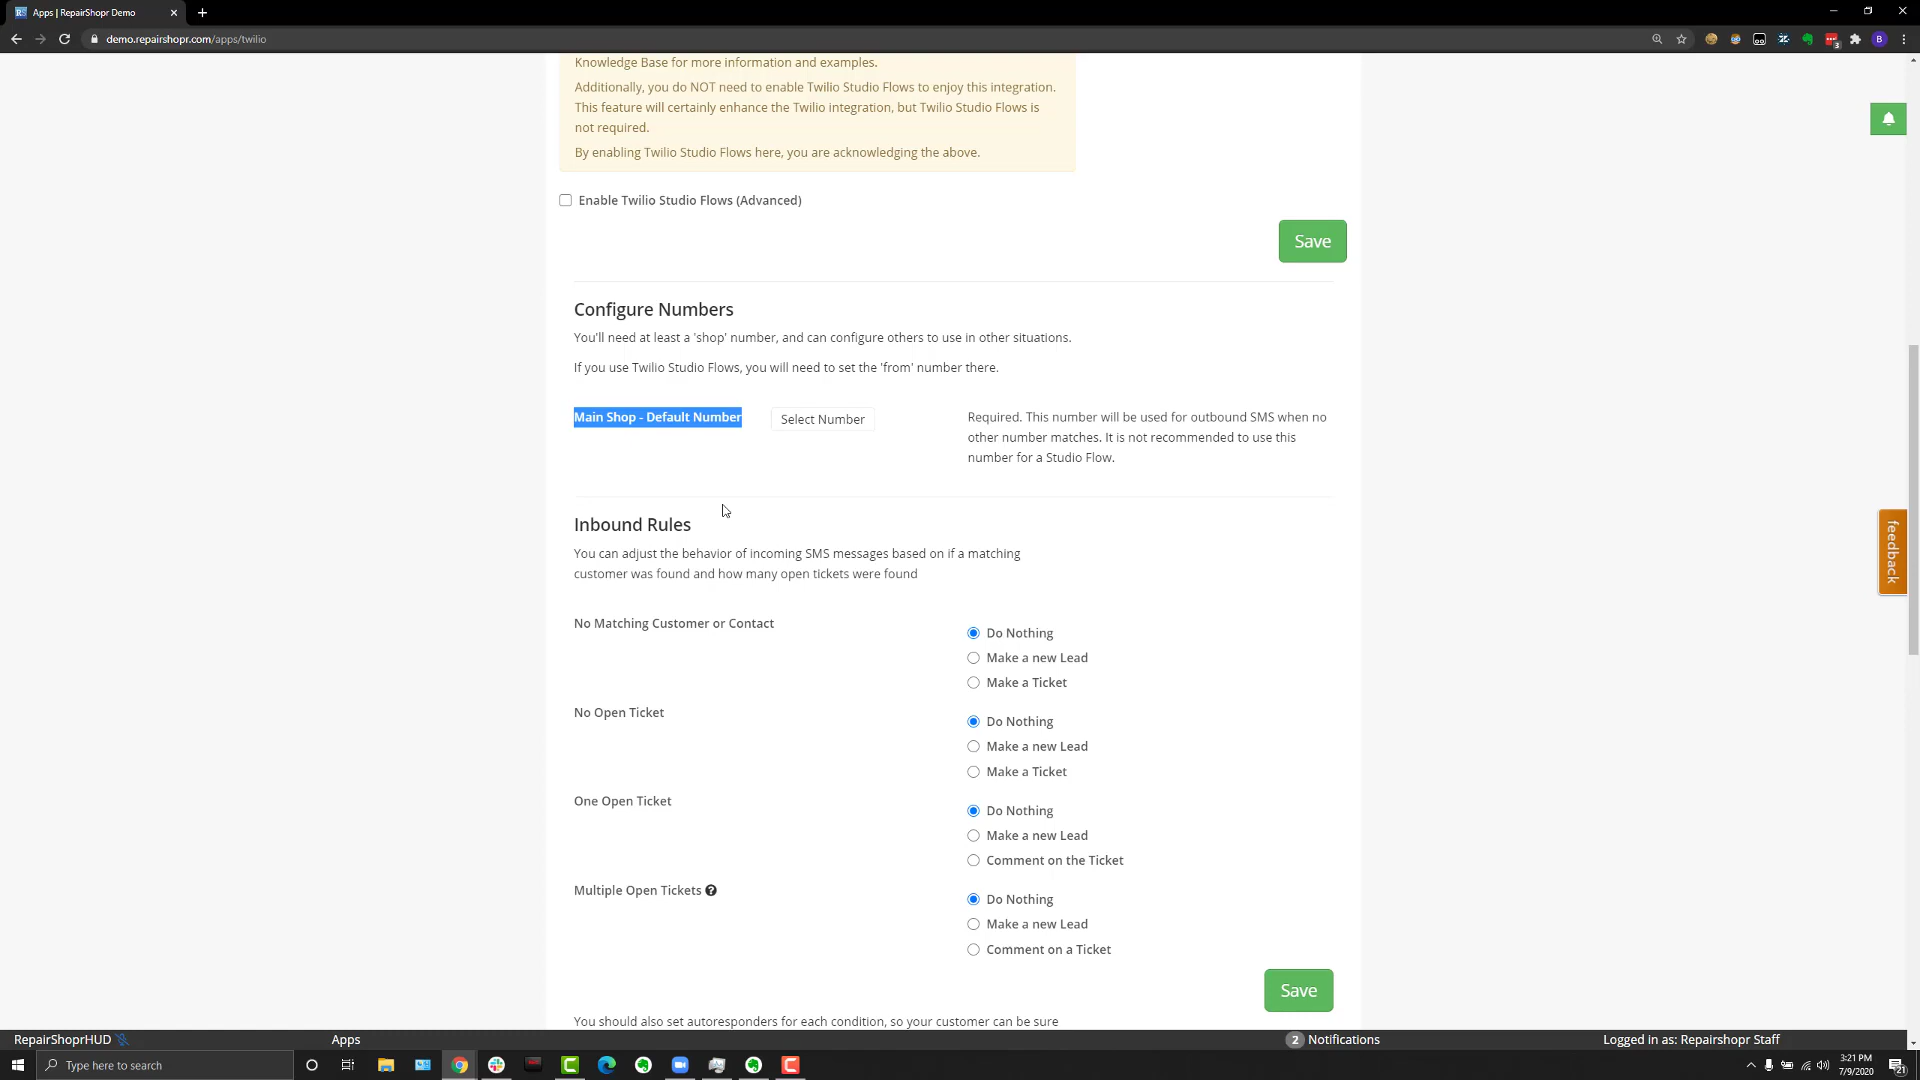 Apps | RepairShopr Demo
demo.repairshopr.com/apps/twilio
Knowledge Base for more information and examples.
Additionally, you do NOT need to enable Twilio Studio Flows to enjoy this integration.
This feature will certainly enhance the Twilio integration, but Twilio Studio Flows is
not required.
By enabling Twilio Studio Flows here, you are acknowledging the above.
Enable Twilio Studio Flows (Advanced)
Save
Configure Numbers
You'll need at least a 'shop' number, and can configure others to use in other situations.
If you use Twilio Studio Flows, you will need to set the 'from' number there.
Main Shop - Default Number
Select Number
Required. This number will be used for outbound SMS when no
other number matches. It is not recommended to use this
number for a Studio Flow.
feedback
Inbound Rules
You can adjust the behavior of incoming SMS messages based on if a matching
customer was found and how many open tickets were found
No Matching Customer or Contact
Do Nothing
Make a new Lead
Make a Ticket
No Open Ticket
Do Nothing
Make a new Lead
Make a Ticket
One Open Ticket
Do Nothing
Make a new Lead
Comment on the Ticket
Multiple Open Tickets
Do Nothing
Make a new Lead
Comment on a Ticket
Save
You should also set autoresponders for each condition, so your customer can be sure
RepairShoprHUD
Apps
2 Notifications
Logged in as: Repairshopr Staff
Type here to search
3:21 PM
7/9/2020
21